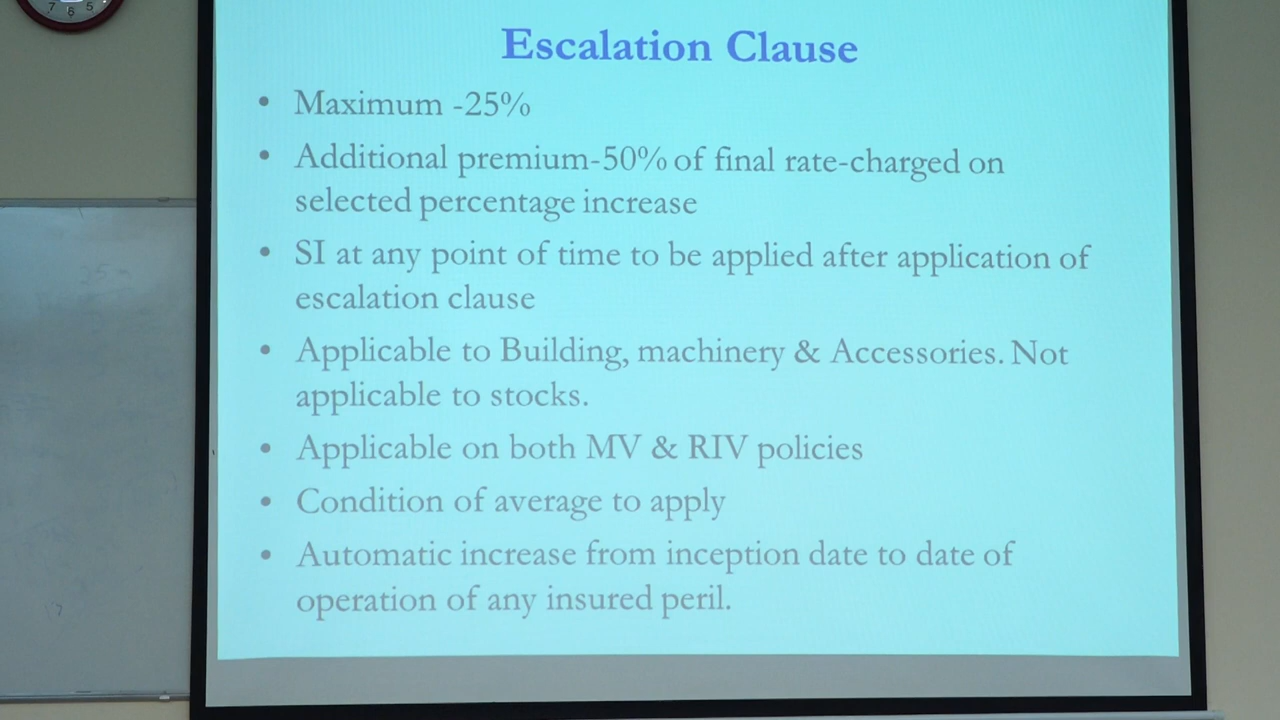 7 6 5
Escalation Clause
• Maximum -25%
• Additional premium-50% of final rate-charged on
selected percentage increase
• SI at any point of time to be applied after application of
escalation clause
• Applicable to Building, machinery & Accessories. Not
applicable to stocks.
• Applicable on both MV & RIV policies
• Condition of average to apply
• Automatic increase from inception date to date of
operation of any insured peril.